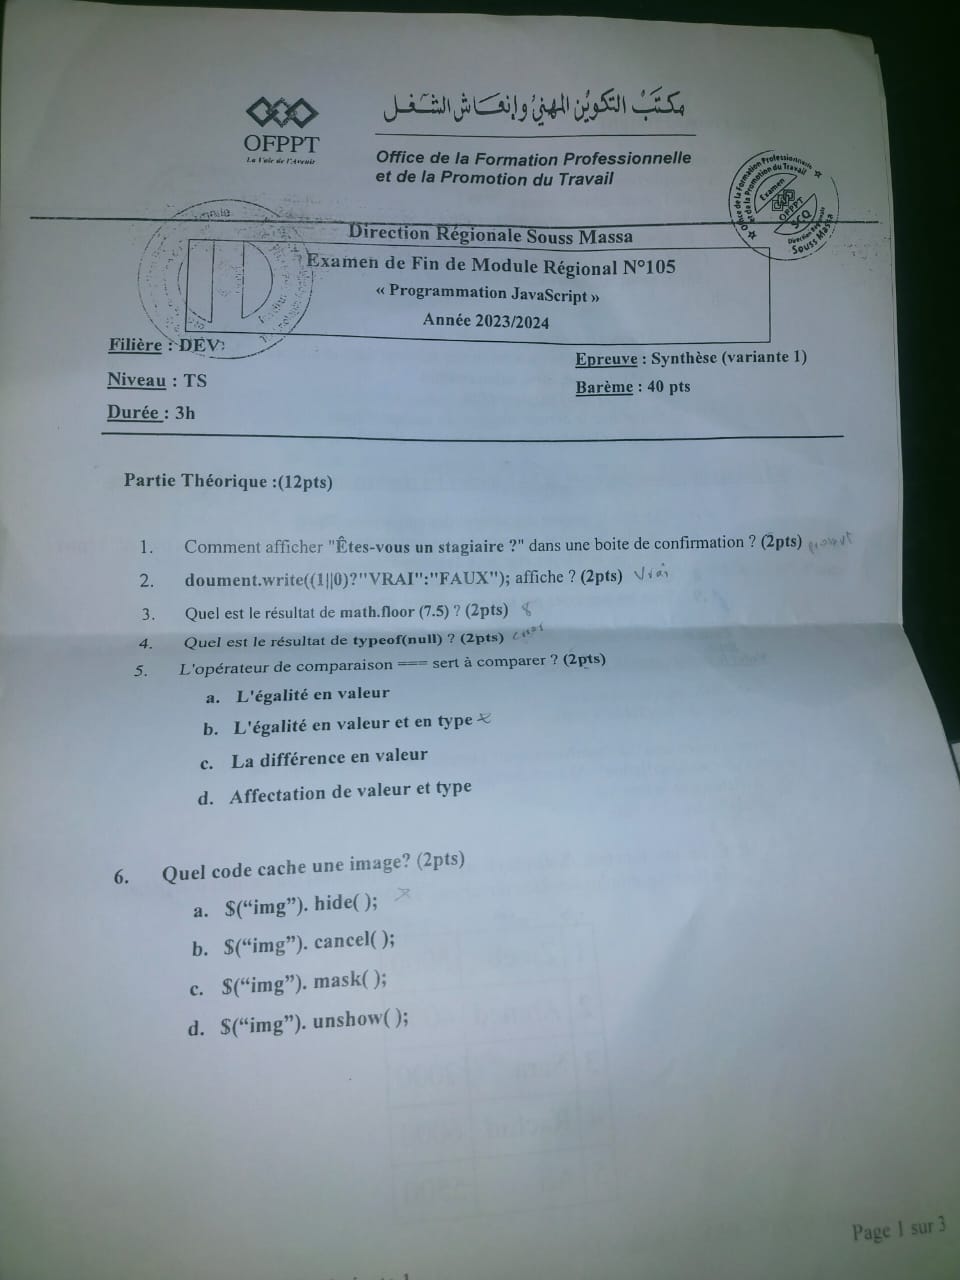 مكتب التكوين المهني وإنعاش الشغل
OFPPT
La Voie de l'Avenir
Office de la Formation Professionnelle
et de la Promotion du Travail
Office de la Formation Professionnelle
et de la Promotion du Travail
Examen
OFPPT
SCQ
Direction Régionale
Souss Massa
Direction Régionale Souss Massa
Examen de Fin de Module Régional N°105
« Programmation JavaScript »
Année 2023/2024
Filière : DEV
Epreuve : Synthèse (variante 1)
Niveau : TS
Barème : 40 pts
Durée : 3h
Partie Théorique :(12pts)
1. Comment afficher "Êtes-vous un stagiaire ?" dans une boite de confirmation ? (2pts)
2. doument.write((1||0)?"VRAI":"FAUX"); affiche ? (2pts) Vrai
3. Quel est le résultat de math.floor (7.5) ? (2pts) 8
4. Quel est le résultat de typeof(null) ? (2pts)
5. L'opérateur de comparaison === sert à comparer ? (2pts)
a. L'égalité en valeur
b. L'égalité en valeur et en type x
c. La différence en valeur
d. Affectation de valeur et type
6. Quel code cache une image? (2pts)
a. $(“img”). hide( ); x
b. $(“img”). cancel( );
c. $(“img”). mask( );
d. $(“img”). unshow( );
Page 1 sur 3